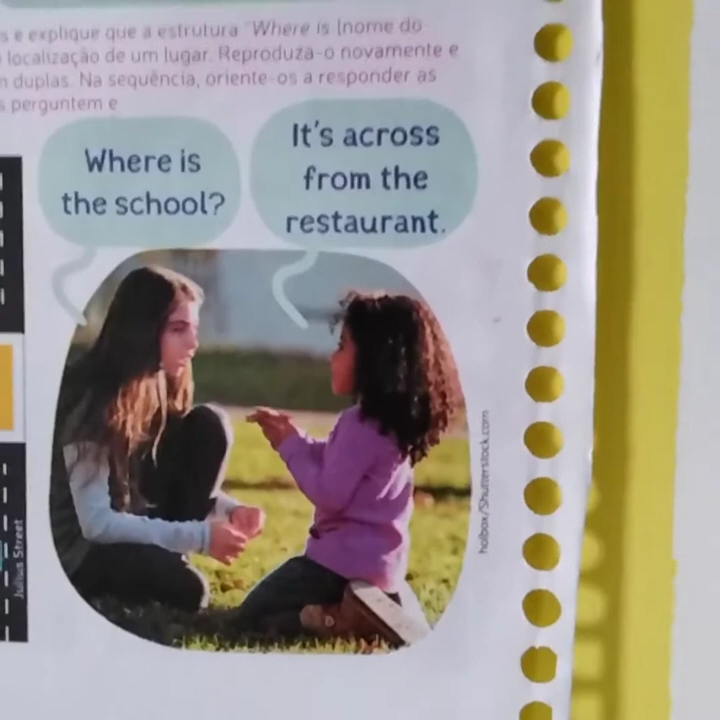 s e explique que a estrutura "Where is [nome do
localização de um lugar. Reproduza-o novamente e
m duplas. Na sequência, oriente-os a responder as
s perguntem e
Where is
the school?
It's across
from the
restaurant.
holbox/Shutterstock.com
Julius Street